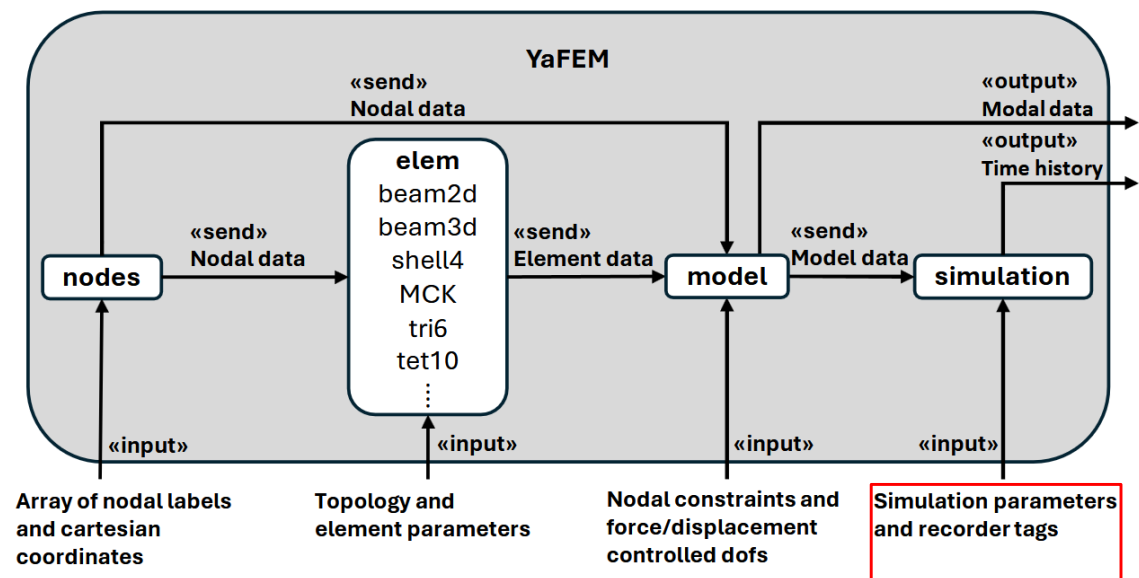 YaFEM
«send»
Nodal data
«output»
Modal data
«output»
Time history
elem
beam2d
beam3d
shell4
MCK
tri6
tet10
⋮
«send»
Nodal data
«send»
Element data
«send»
Model data
nodes
model
simulation
«input»
«input»
«input»
«input»
Array of nodal labels
and cartesian
coordinates
Topology and
element parameters
Nodal constraints and
force/displacement
controlled dofs
Simulation parameters
and recorder tags